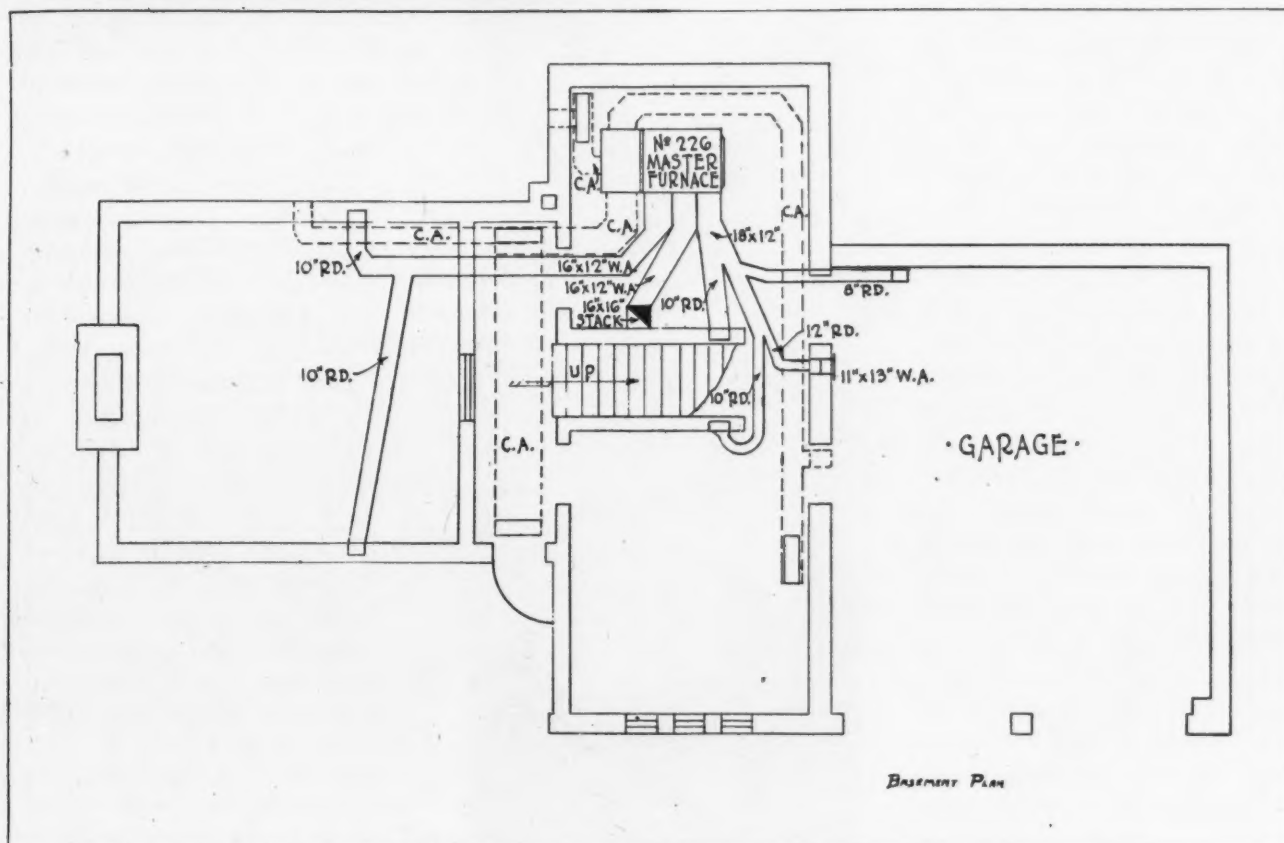 Nº 226
MASTER
FURNACE
C.A.
C.A.
C.A.
C.A.
18"x12"
10"RD.
16"x12"W.A.
16"x12"W.A.
10"RD.
8"RD.
16"x16"
STACK
12"RD.
10"RD.
UP
10"RD.
11"x13"W.A.
C.A.
·GARAGE·
BASEMENT PLAN